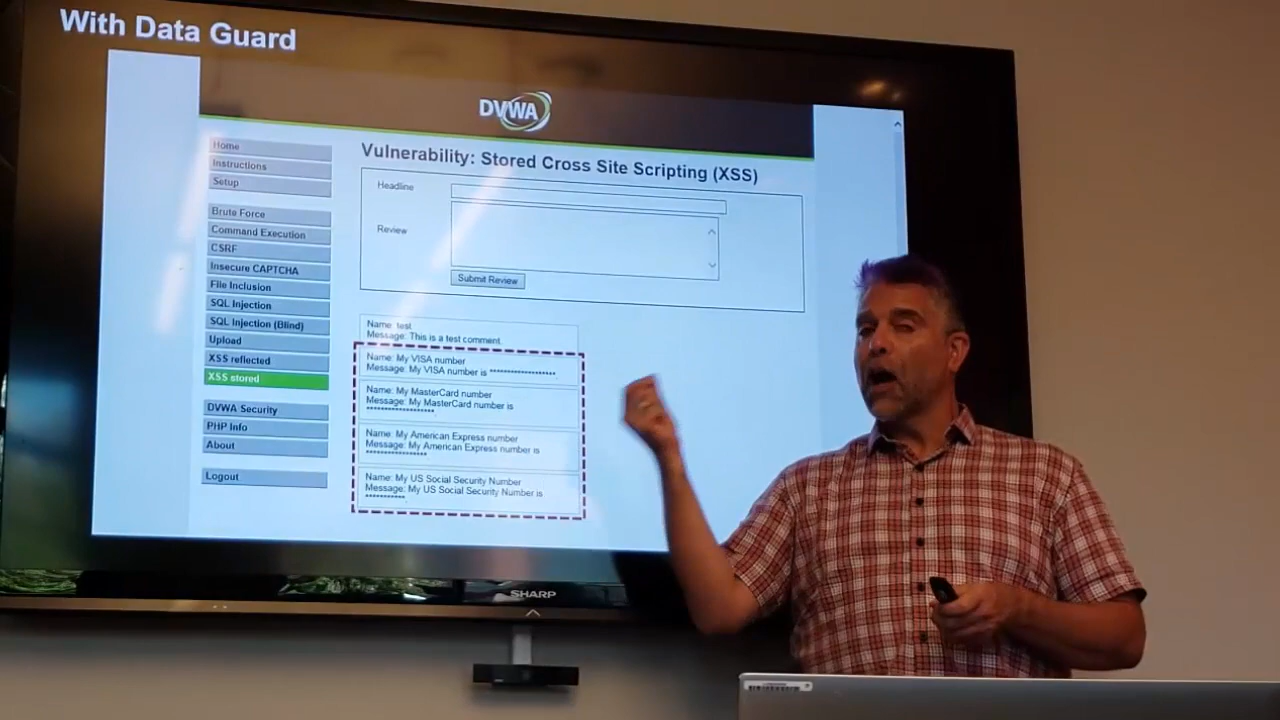 With Data Guard
DVWA
Home
Instructions
Setup
Brute Force
Command Execution
CSRF
Insecure CAPTCHA
File Inclusion
SQL Injection
SQL Injection (Blind)
Upload
XSS reflected
XSS stored
DVWA Security
PHP Info
About
Logout
Vulnerability: Stored Cross Site Scripting (XSS)
Headline
Review
Submit Review
Name: test
Message: This is a test comment.
Name: My VISA number
Message: My VISA number is *******************.
Name: My MasterCard number
Message: My MasterCard number is
*******************.
Name: My American Express number
Message: My American Express number is
*****************.
Name: My US Social Security Number
Message: My US Social Security Number is
***********.
SHARP